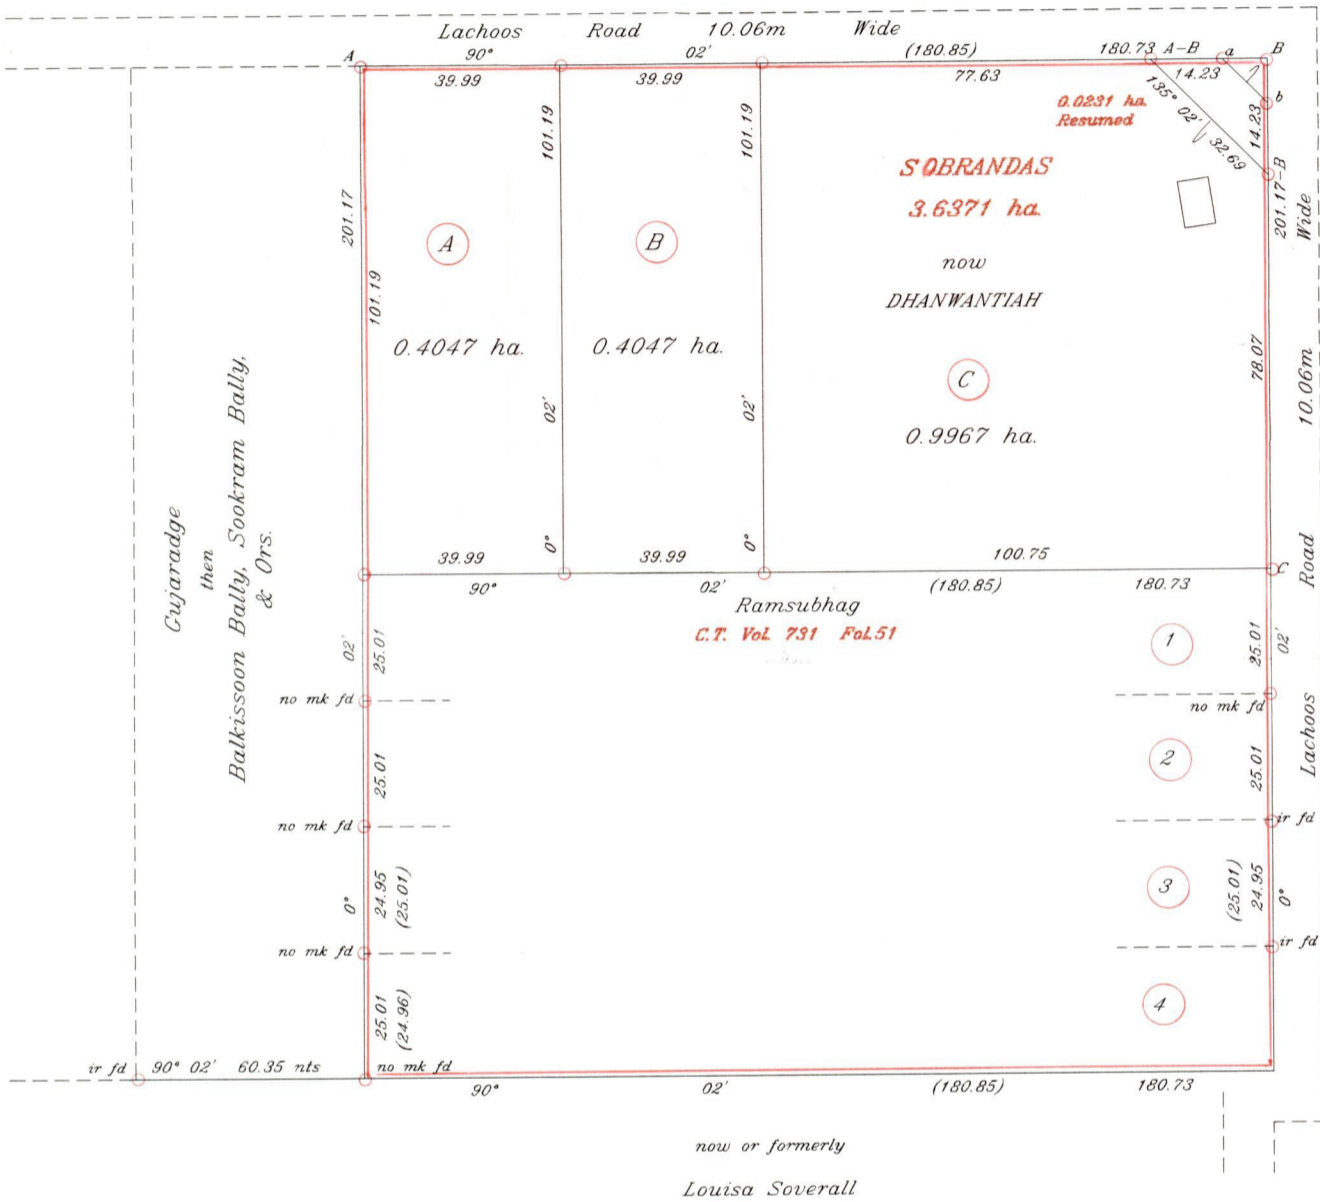 Lachoos Road 10.06m Wide
A 90° 02' (180.85) 180.73 A-B a B
39.99 39.99 77.63 14.23
b
135° 02' 32.69
14.23
0.0231 ha.
Resumed
101.19
101.19
SOBRANDAS
3.6371 ha.
201.17
201.17-B
Wide
A
B
now
DHANWANTIAH
101.19
0.4047 ha.
0.4047 ha.
78.07
C
10.06m
02'
02'
0.9967 ha.
Gujaradge
then
Balkissoon Bally, Sookram Bally,
& Ors.
0°
0°
39.99 39.99 100.75
C
Road
90° 02' (180.85) 180.73
Ramsubhag
C.T. Vol. 731 Fol.51
02'
25.01
1
25.01
02'
no mk fd
no mk fd
Lachoos
25.01
2
25.01
no mk fd
ir fd
0°
24.95
(25.01)
3
(25.01)
24.95
0°
no mk fd
ir fd
25.01
(24.96)
4
ir fd 90° 02' 60.35 nts no mk fd
90° 02' (180.85) 180.73
now or formerly
Louisa Soverall